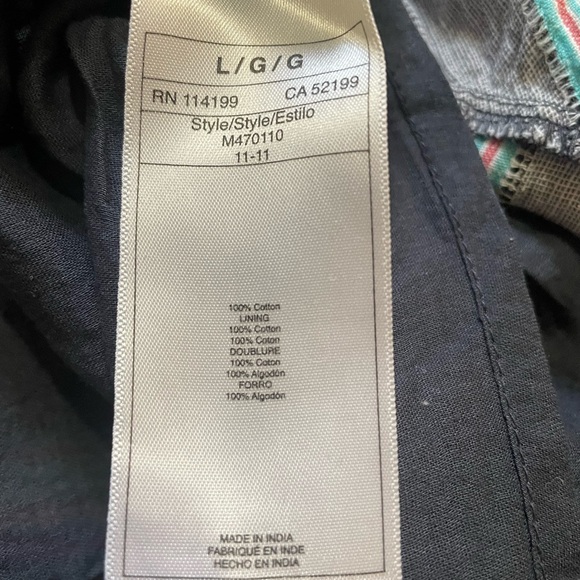 L/G/G
RN 114199 CA 52199
Style/Style/Estilo
M470110
11-11
100% Cotton
LINING
100% Cotton
100% Coton
DOUBLURE
100% Coton
100% Algodón
FORRO
100% Algodón
MADE IN INDIA
FABRIQUÉ EN INDE
HECHO EN INDIA